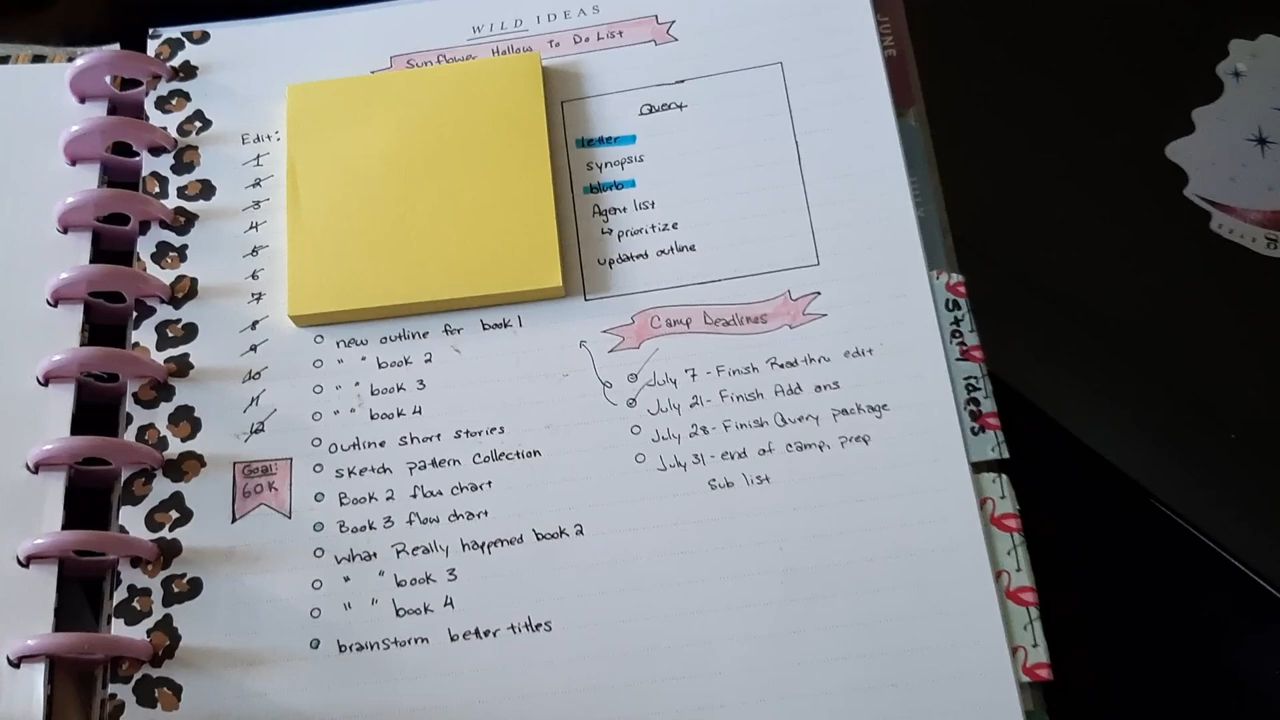 WILD IDEAS
Sunflower Hollow To Do List
Edit:
1
2
3
4
5
6
7
8
9
10
11
12
Goal:
60K
Query
letter
synopsis
blurb
Agent list
↳ prioritize
updated outline
new outline for book 1
" " book 2
" " book 3
" " book 4
outline short stories
sketch pattern collection
Book 2 flow chart
Book 3 flow chart
what Really happened book 2
" " book 3
" " book 4
brainstorm better titles
Camp Deadlines
July 7 - Finish Read thru edit
July 21 - Finish Add ons
July 28 - Finish Query package
July 31 - end of camp, prep
Sub list
JUNE
JULY
Story ideas